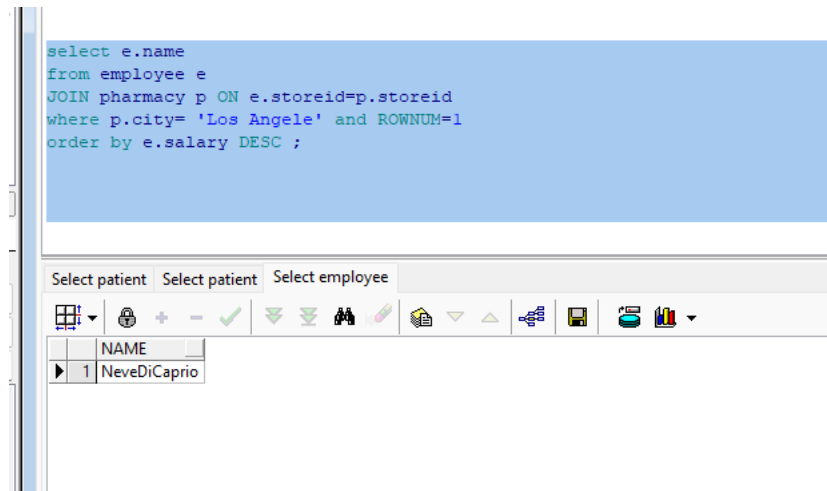 select e.name
from employee e
JOIN pharmacy p ON e.storeid=p.storeid
where p.city= 'Los Angele' and ROWNUM=1
order by e.salary DESC ;
Select patient Select patient Select employee
NAME
1 NeveDiCaprio